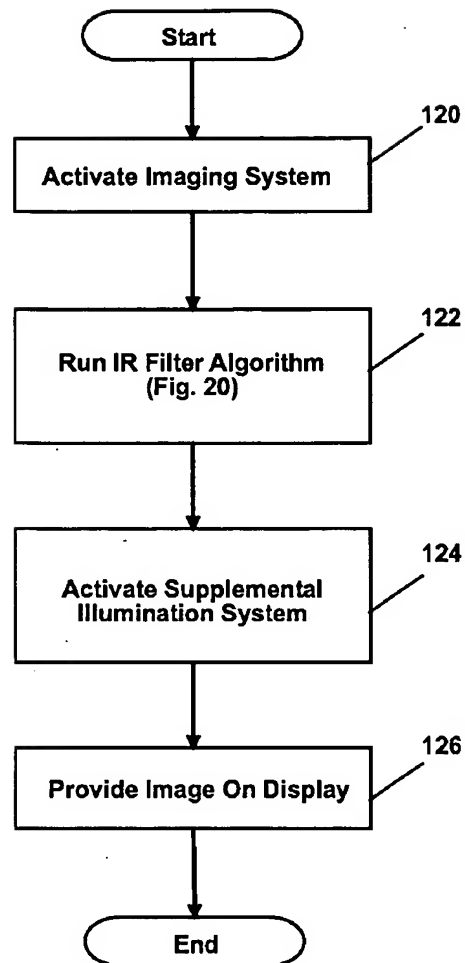 Start
120
Activate Imaging System
122
Run IR Filter Algorithm
(Fig. 20)
124
Activate Supplemental
Illumination System
126
Provide Image On Display
End